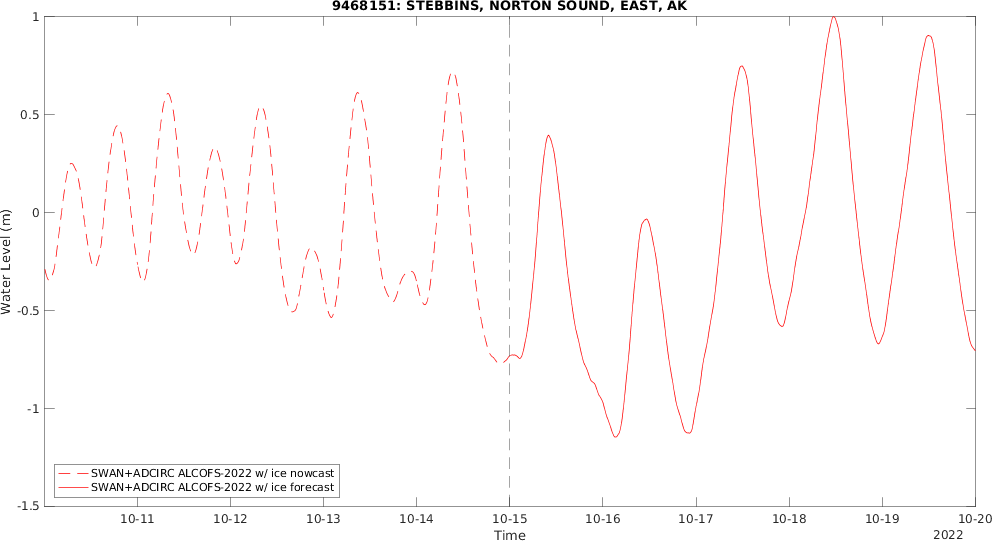 9468151: STEBBINS, NORTON SOUND, EAST, AK
1
0.5
0
-0.5
-1
-1.5
Water Level (m)
SWAN+ADCIRC ALCOFS-2022 w/ ice nowcast
SWAN+ADCIRC ALCOFS-2022 w/ ice forecast
10-11 10-12 10-13 10-14 10-15 10-16 10-17 10-18 10-19 10-20
Time
2022